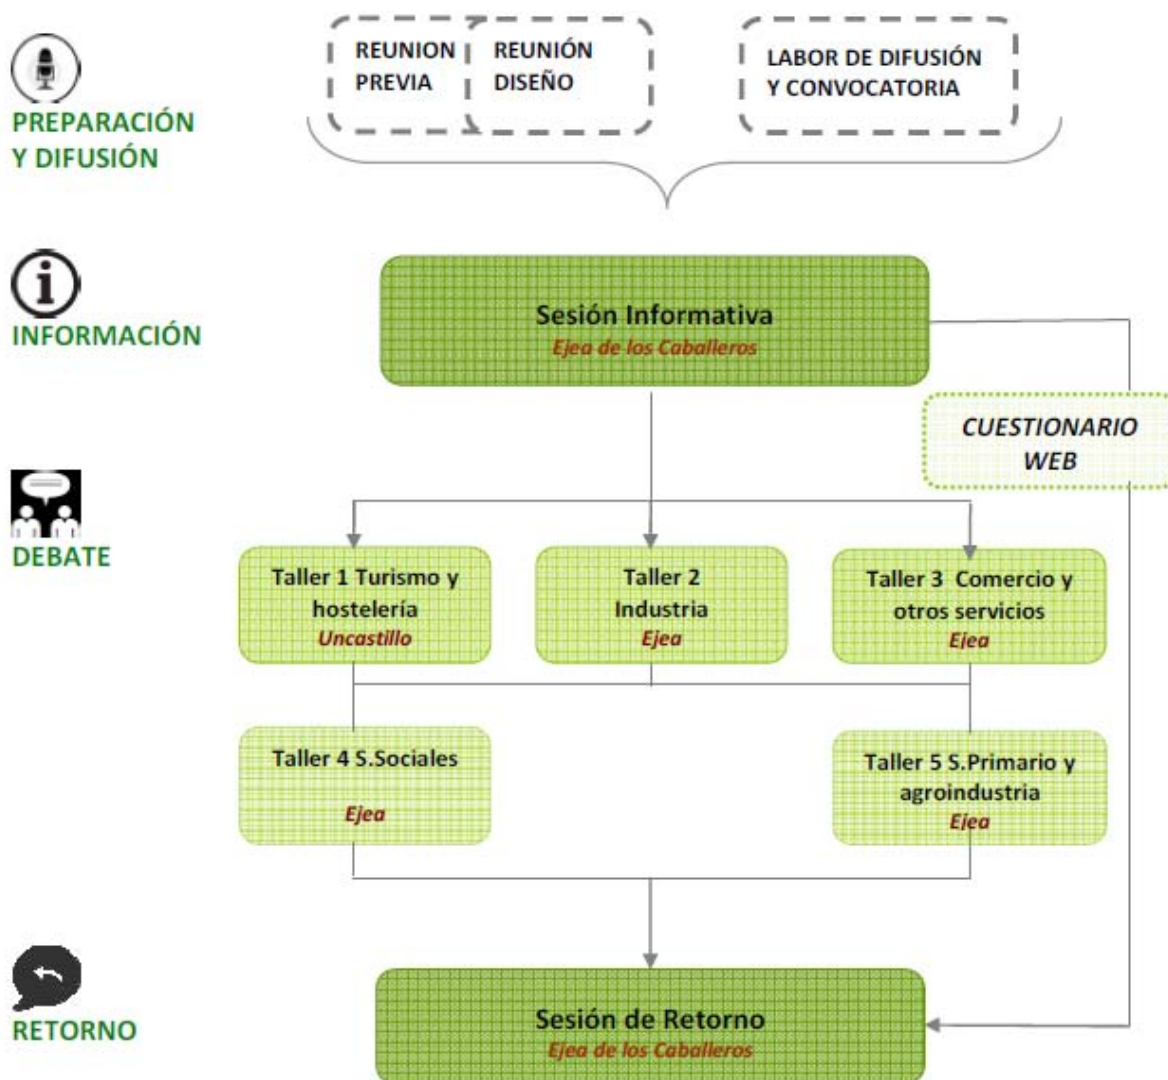 REUNION
PREVIA
REUNIÓN
DISEÑO
LABOR DE DIFUSIÓN
Y CONVOCATORIA
PREPARACIÓN
Y DIFUSIÓN
INFORMACIÓN
Sesión Informativa
Ejea de los Caballeros
CUESTIONARIO
WEB
DEBATE
Taller 1 Turismo y
hostelería
Uncastillo
Taller 2
Industria
Ejea
Taller 3 Comercio y
otros servicios
Ejea
Taller 4 S.Sociales
Ejea
Taller 5 S.Primario y
agroindustria
Ejea
RETORNO
Sesión de Retorno
Ejea de los Caballeros